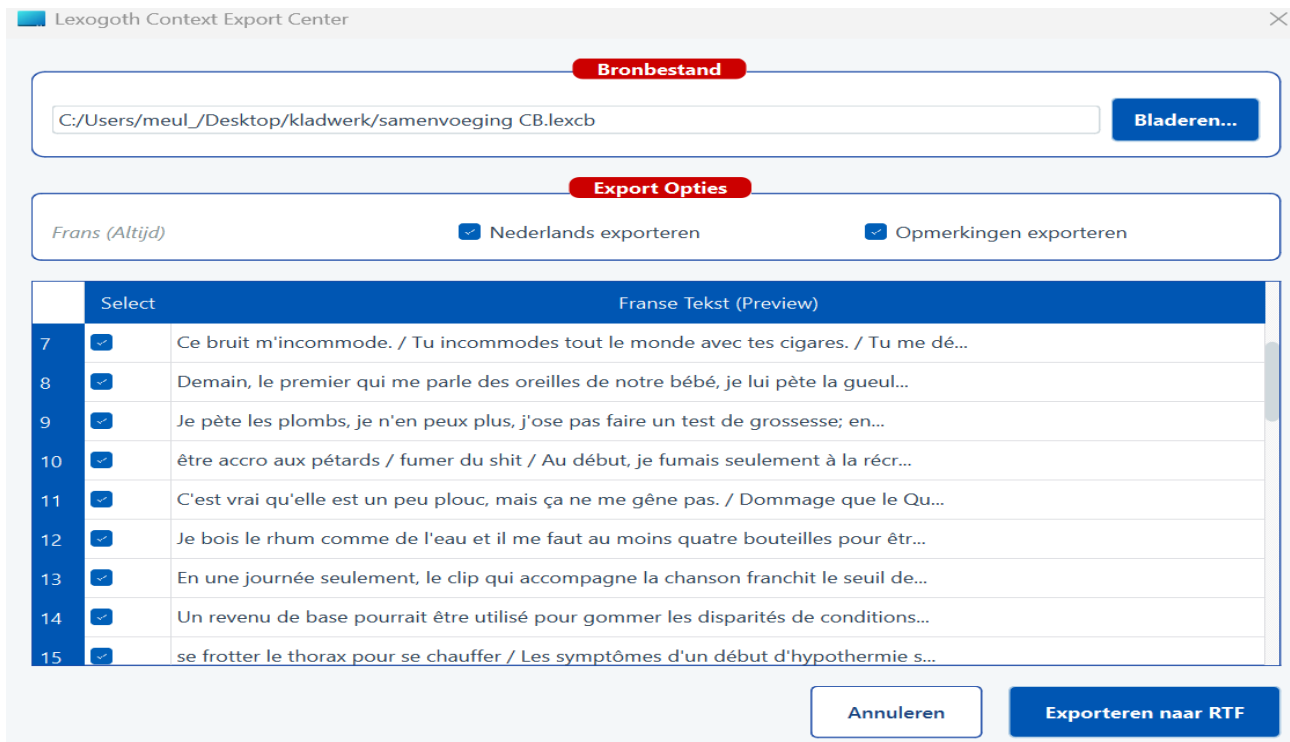 Lexogoth Context Export Center
Bronbestand
C:/Users/meul_/Desktop/kladwerk/samenvoeging CB.lexcb
Bladeren...
Export Opties
Frans (Altijd)
Nederlands exporteren
Opmerkingen exporteren
Select Franse Tekst (Preview)
7 Ce bruit m'incommode. / Tu incommodes tout le monde avec tes cigares. / Tu me dé...
8 Demain, le premier qui me parle des oreilles de notre bébé, je lui pète la gueul...
9 Je pète les plombs, je n'en peux plus, j'ose pas faire un test de grossesse; en...
10 être accro aux pétards / fumer du shit / Au début, je fumais seulement à la récr...
11 C'est vrai qu'elle est un peu plouc, mais ça ne me gêne pas. / Dommage que le Qu...
12 Je bois le rhum comme de l'eau et il me faut au moins quatre bouteilles pour êtr...
13 En une journée seulement, le clip qui accompagne la chanson franchit le seuil de...
14 Un revenu de base pourrait être utilisé pour gommer les disparités de conditions...
15 se frotter le thorax pour se chauffer / Les symptômes d'un début d'hypothermie s...
Annuleren
Exporteren naar RTF